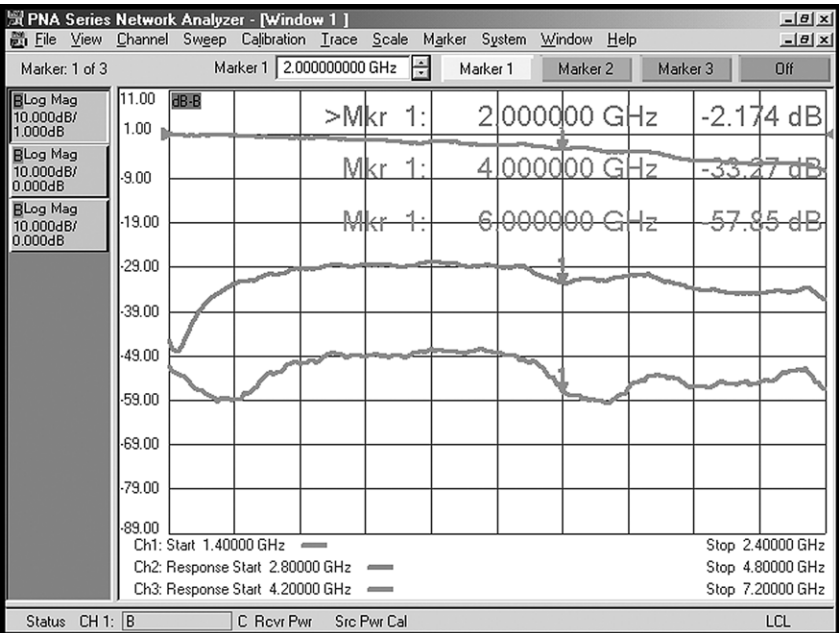 PNA Series Network Analyzer - [Window 1 ]
File View Channel Sweep Calibration Trace Scale Marker System Window Help
Marker: 1 of 3
Marker 1
2.000000000 GHz
Marker 1
Marker 2
Marker 3
Off
BLog Mag
10.000dB/
1.000dB
BLog Mag
10.000dB/
0.000dB
BLog Mag
10.000dB/
0.000dB
dB-B
11.00
1.00
-9.00
-19.00
-29.00
-39.00
-49.00
-59.00
-69.00
-79.00
-89.00
>Mkr 1: 2.000000 GHz -2.174 dB
Mkr 1: 4.000000 GHz -33.27 dB
Mkr 1: 6.000000 GHz -57.85 dB
1
1
1
Ch1: Start 1.40000 GHz
Stop 2.40000 GHz
Ch2: Response Start 2.80000 GHz
Stop 4.80000 GHz
Ch3: Response Start 4.20000 GHz
Stop 7.20000 GHz
Status CH 1: B C Rcvr Pwr Src Pwr Cal LCL